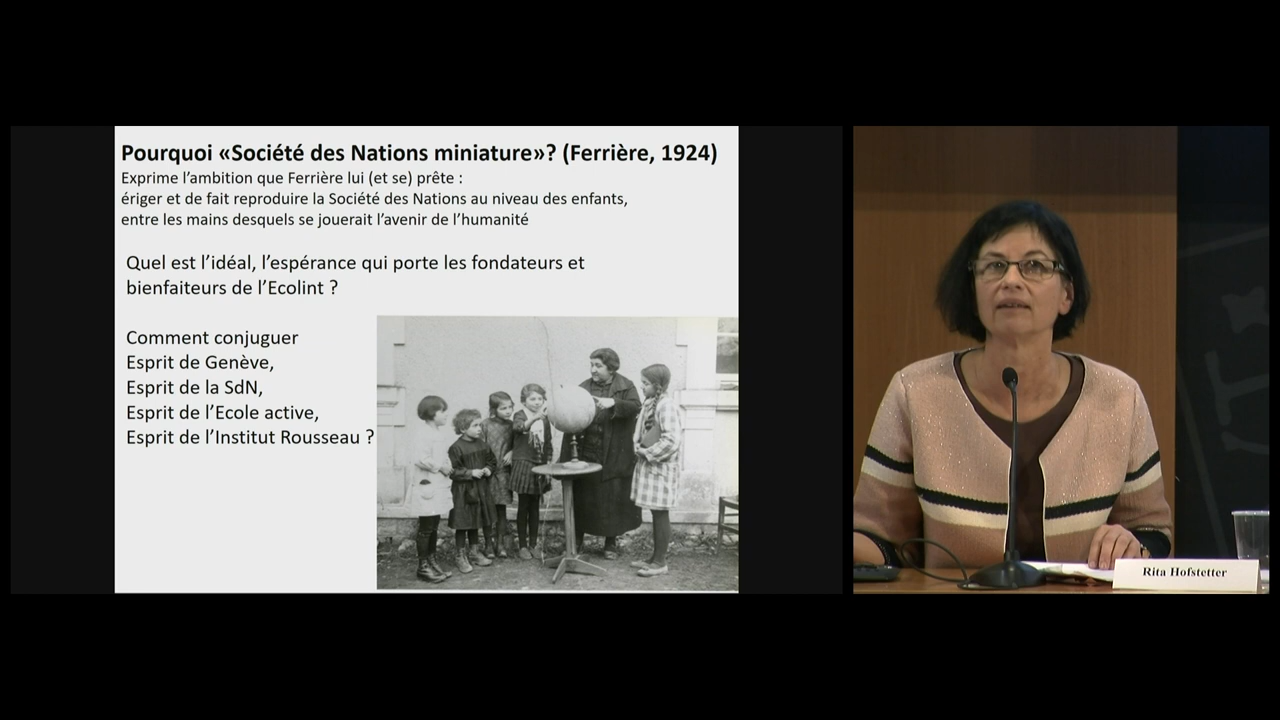 Pourquoi «Société des Nations miniature»? (Ferrière, 1924)
Exprime l’ambition que Ferrière lui (et se) prête :
ériger et de fait reproduire la Société des Nations au niveau des enfants,
entre les mains desquels se jouerait l’avenir de l’humanité
Quel est l’idéal, l’espérance qui porte les fondateurs et
bienfaiteurs de l’Ecolint ?
Comment conjuguer
Esprit de Genève,
Esprit de la SdN,
Esprit de l’Ecole active,
Esprit de l’Institut Rousseau ?
Rita Hofstetter